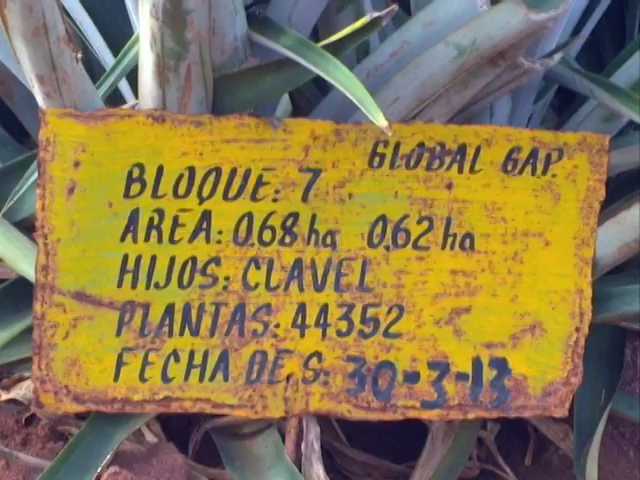 GLOBAL GAP.
BLOQUE: 7
AREA: 0.68 ha 0.62 ha
HIJOS: CLAVEL
PLANTAS: 44352
FECHA DE S: 30-3-13